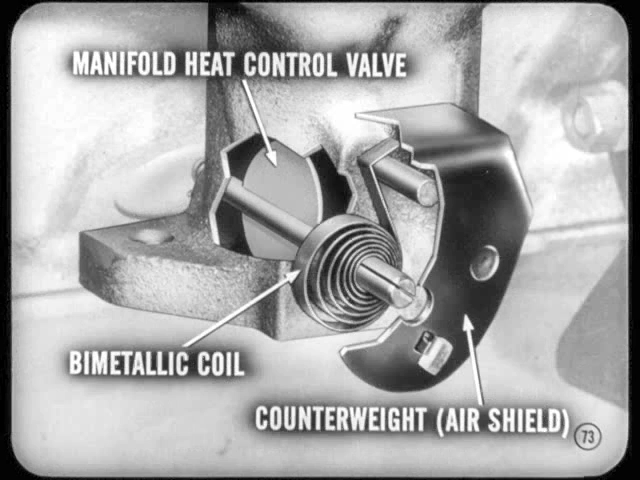 MANIFOLD HEAT CONTROL VALVE
BIMETALLIC COIL
COUNTERWEIGHT (AIR SHIELD)
73